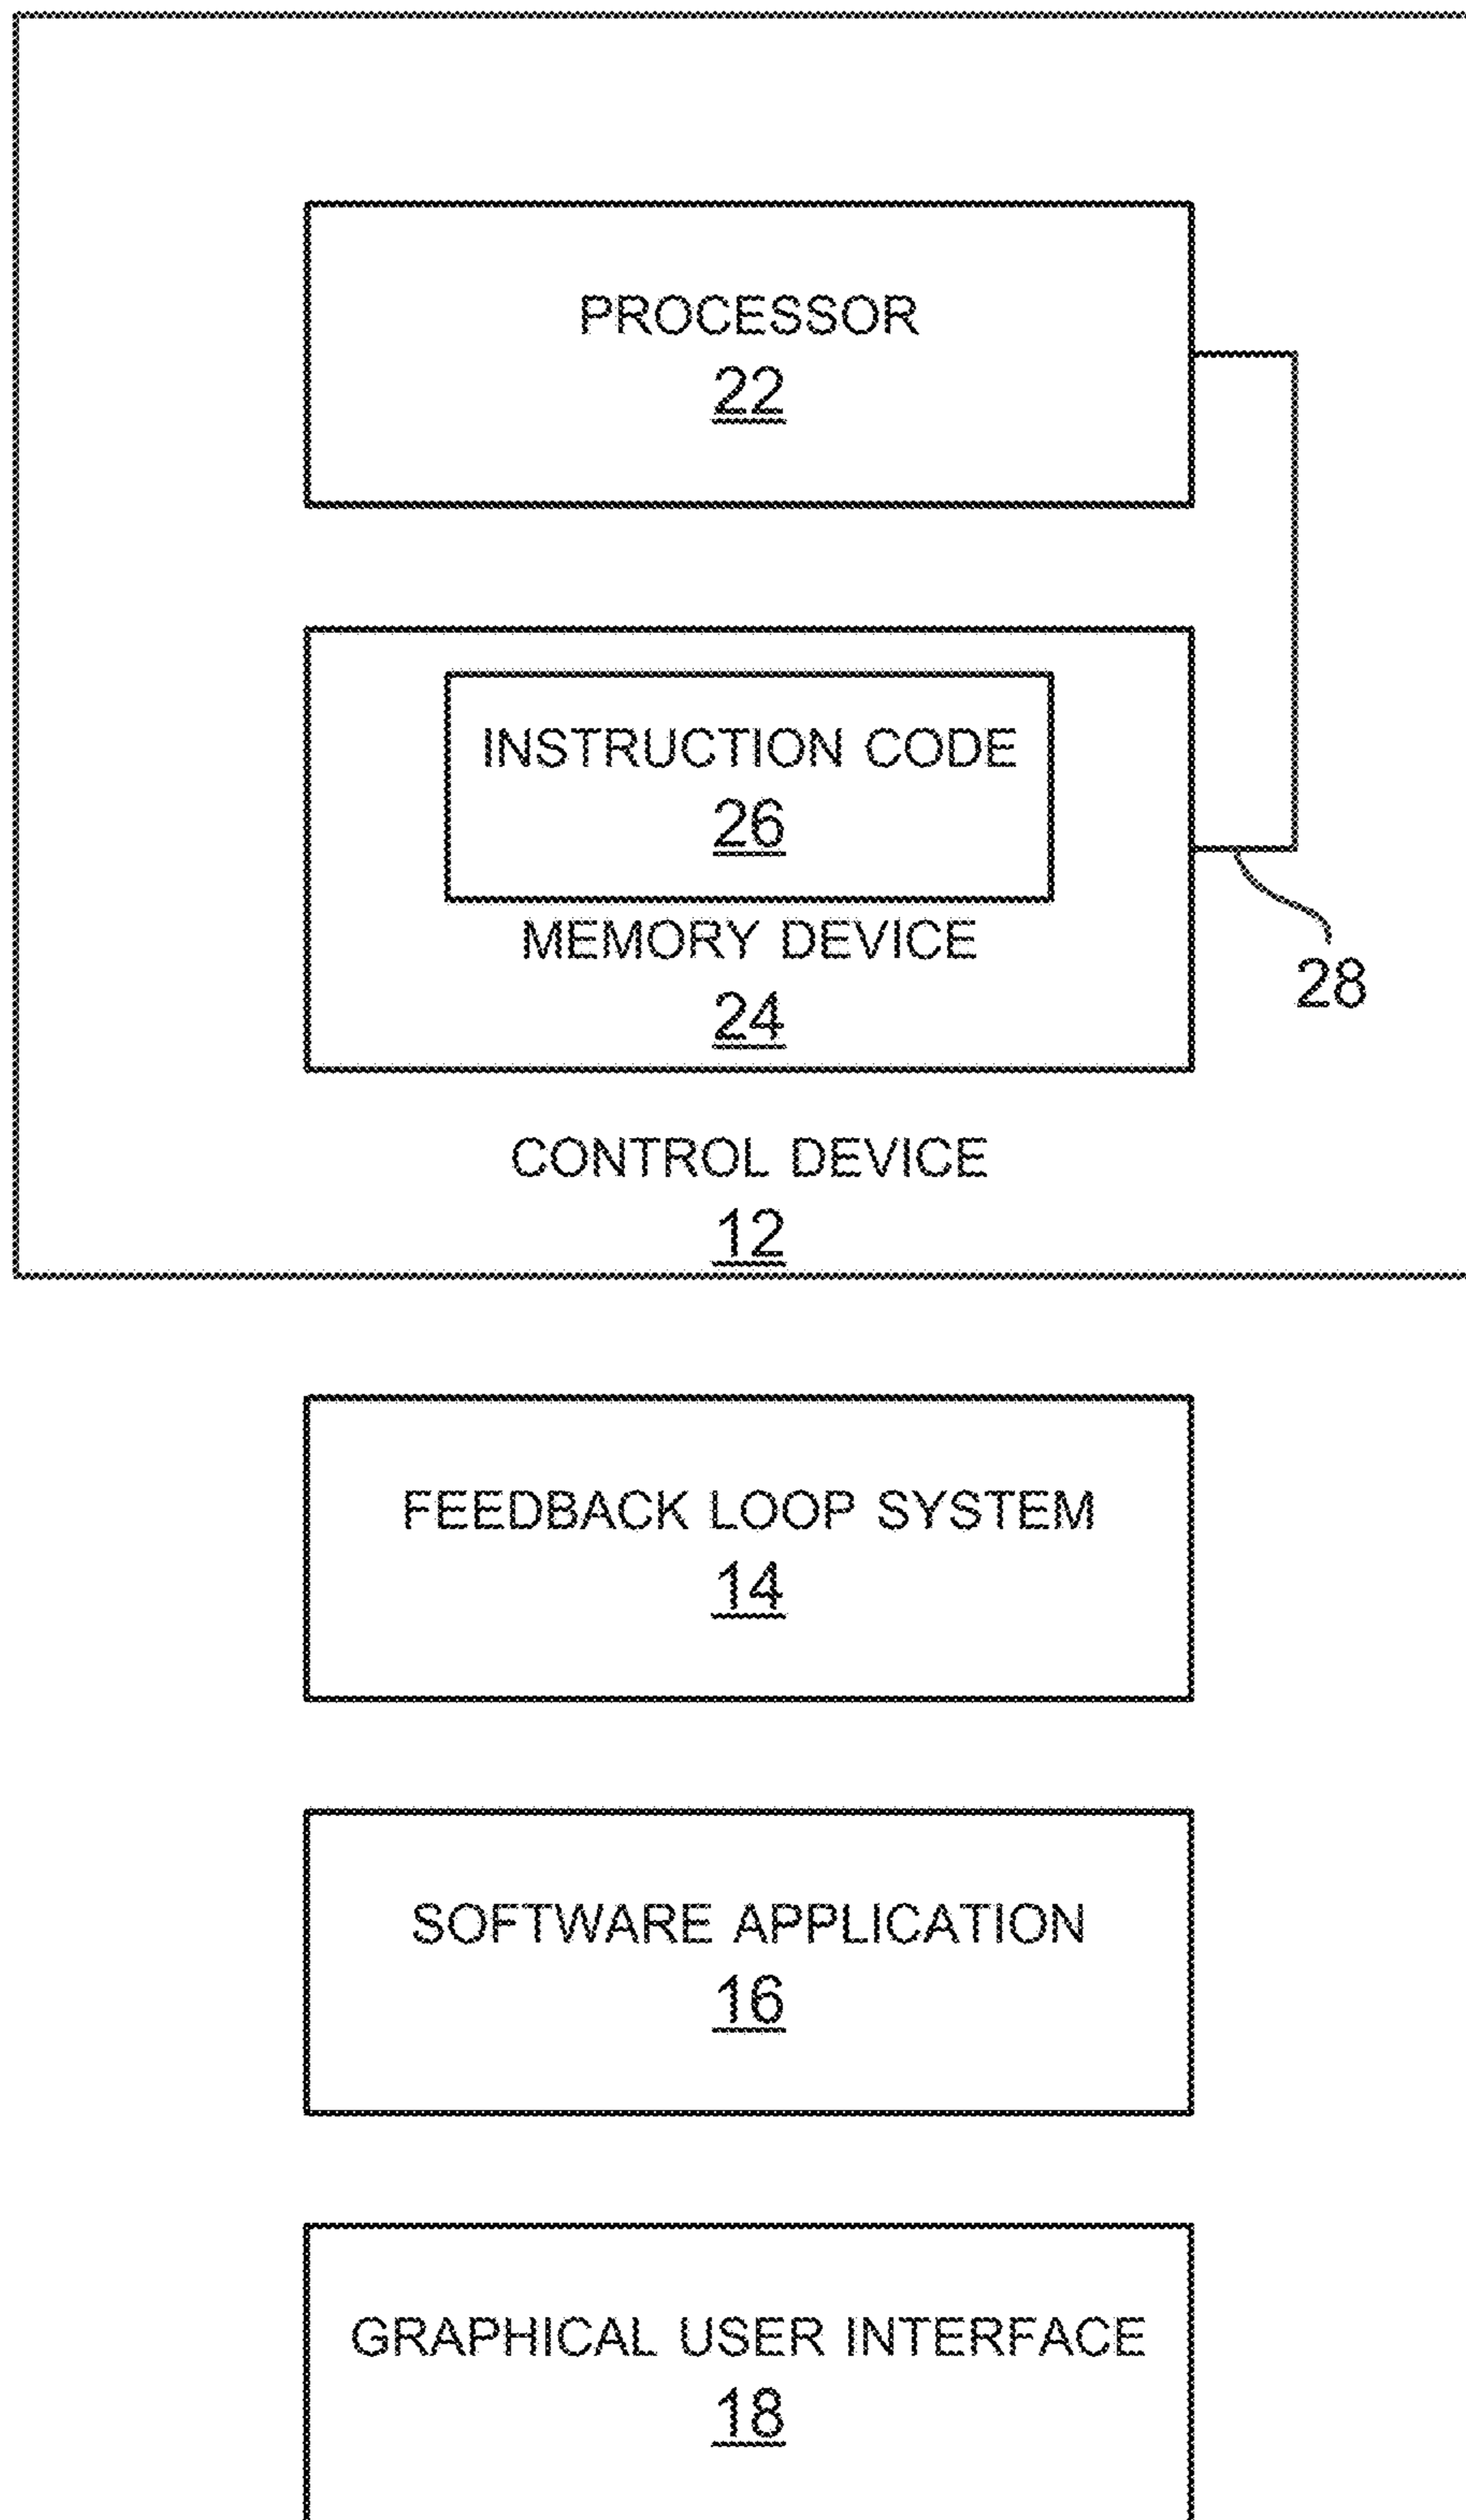 PROCESSOR
22
INSTRUCTION CODE
26
MEMORY DEVICE
24
28
CONTROL DEVICE
12
FEEDBACK LOOP SYSTEM
14
SOFTWARE APPLICATION
16
GRAPHICAL USER INTERFACE
18